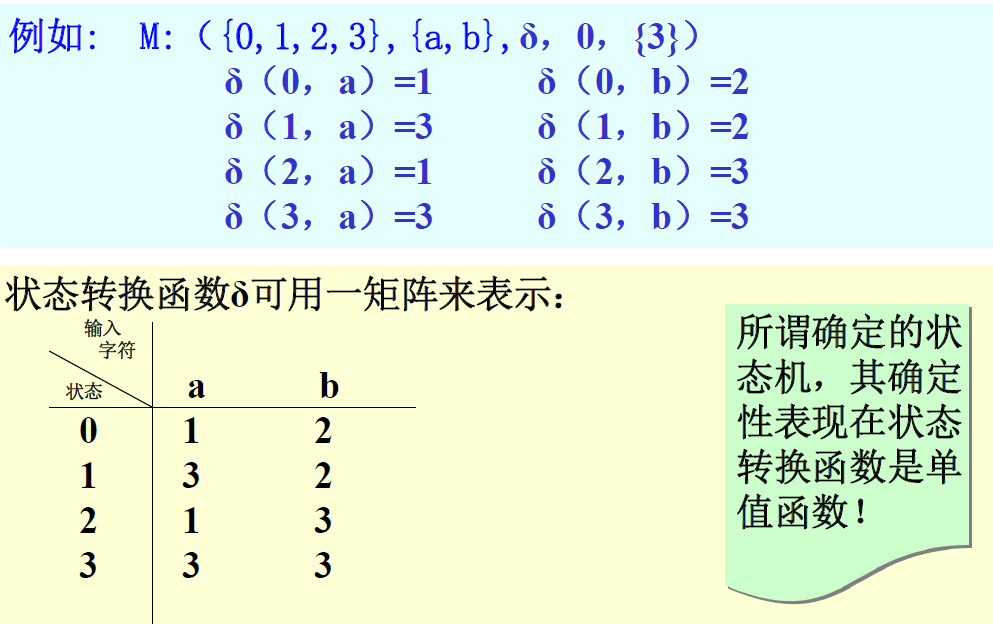 例如: M:（{0,1,2,3},{a,b},δ，0，{3}）
δ（0，a）=1 δ（0，b）=2
δ（1，a）=3 δ（1，b）=2
δ（2，a）=1 δ（2，b）=3
δ（3，a）=3 δ（3，b）=3
状态转换函数δ可用一矩阵来表示：
输入
字符
状态 a b
0 1 2
1 3 2
2 1 3
3 3 3
所谓确定的状
态机，其确定
性表现在状态
转换函数是单
值函数！